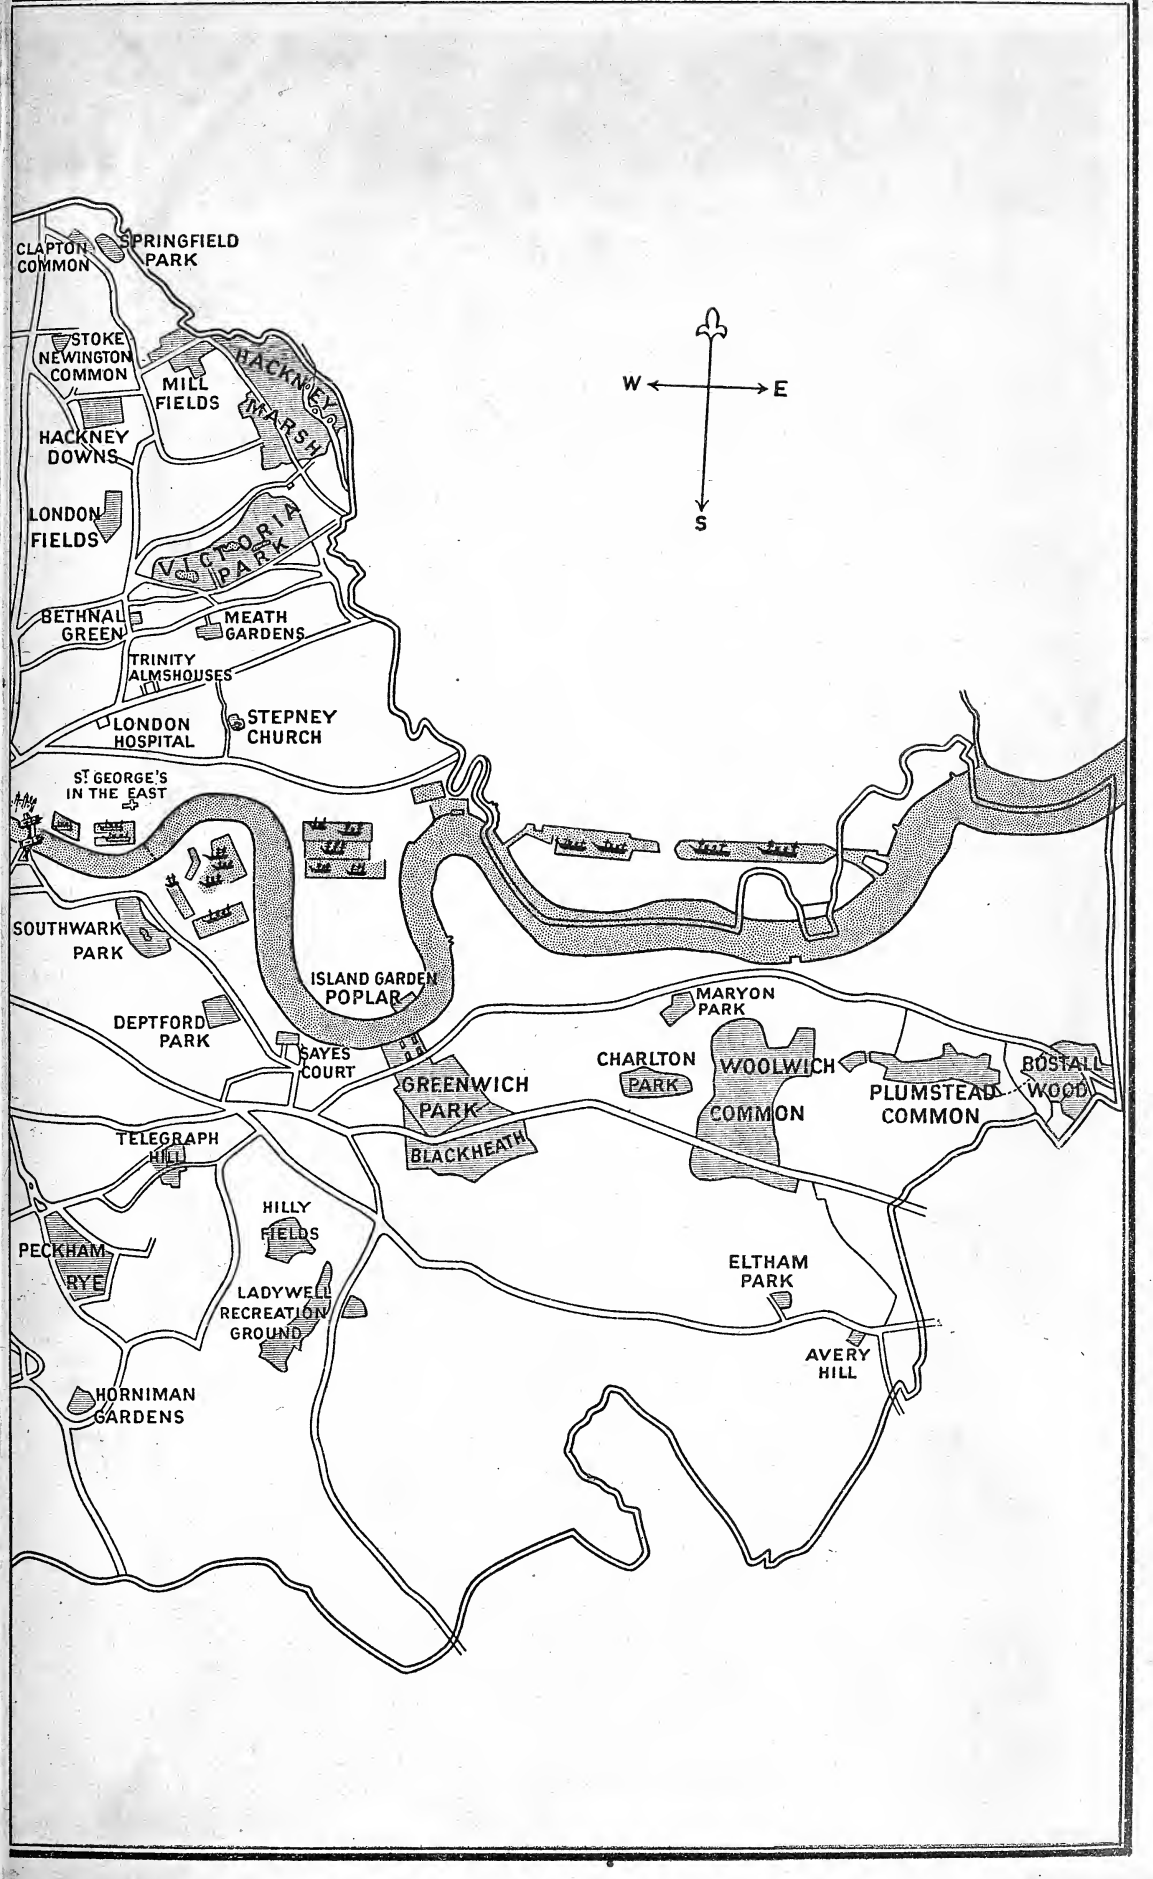 CLAPTON
COMMON
SPRINGFIELD
PARK
STOKE
NEWINGTON
COMMON
MILL
FIELDS
HACKNEY
MARSH
HACKNEY
DOWNS
W
E
S
LONDON
FIELDS
VICTORIA
PARK
BETHNAL
GREEN
MEATH
GARDENS
TRINITY
ALMSHOUSES
LONDON
HOSPITAL
STEPNEY
CHURCH
ST GEORGE'S
IN THE EAST
SOUTHWARK
PARK
ISLAND GARDEN
POPLAR
DEPTFORD
PARK
SAYES
COURT
MARYON
PARK
GREENWICH
PARK
BLACKHEATH
CHARLTON
PARK
WOOLWICH
COMMON
PLUMSTEAD
COMMON
BOSTALL
WOOD
TELEGRAPH
HILL
HILLY
FIELDS
PECKHAM
RYE
LADYWELL
RECREATION
GROUND
ELTHAM
PARK
AVERY
HILL
HORNIMAN
GARDENS